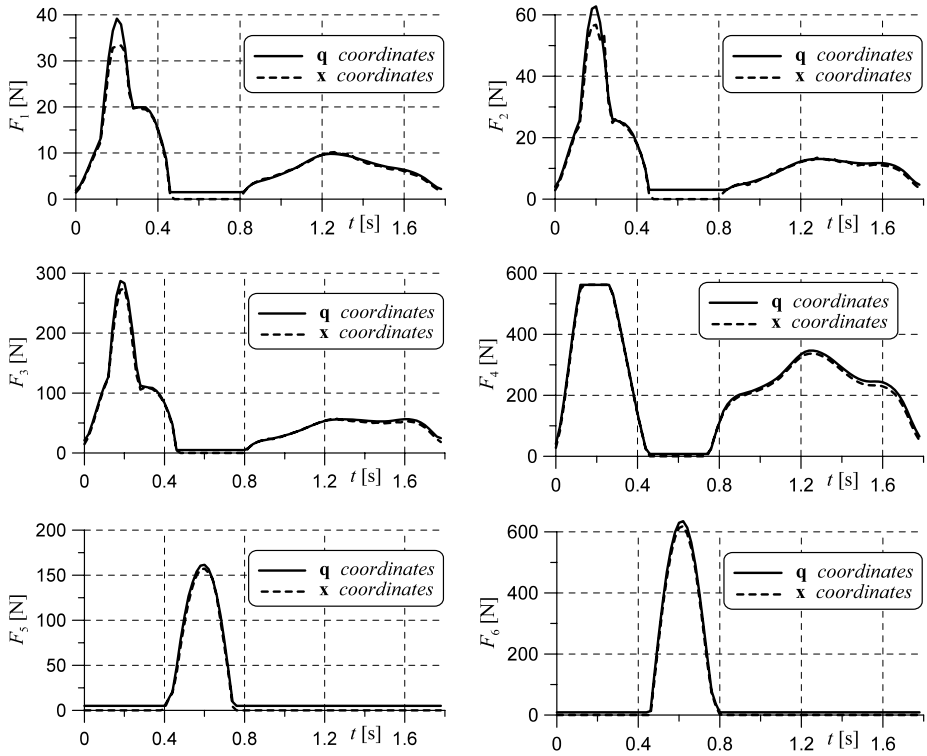 40
30
20
10
0
F₁ [N]
q coordinates
x coordinates
0 0.4 0.8 1.2 1.6
t [s]
60
40
20
0
F₂ [N]
q coordinates
x coordinates
0 0.4 0.8 1.2 1.6
t [s]
300
200
100
0
F₃ [N]
q coordinates
x coordinates
0 0.4 0.8 1.2 1.6
t [s]
600
400
200
0
F₄ [N]
q coordinates
x coordinates
0 0.4 0.8 1.2 1.6
t [s]
200
150
100
50
0
F₅ [N]
q coordinates
x coordinates
0 0.4 0.8 1.2 1.6
t [s]
600
400
200
0
F₆ [N]
q coordinates
x coordinates
0 0.4 0.8 1.2 1.6
t [s]